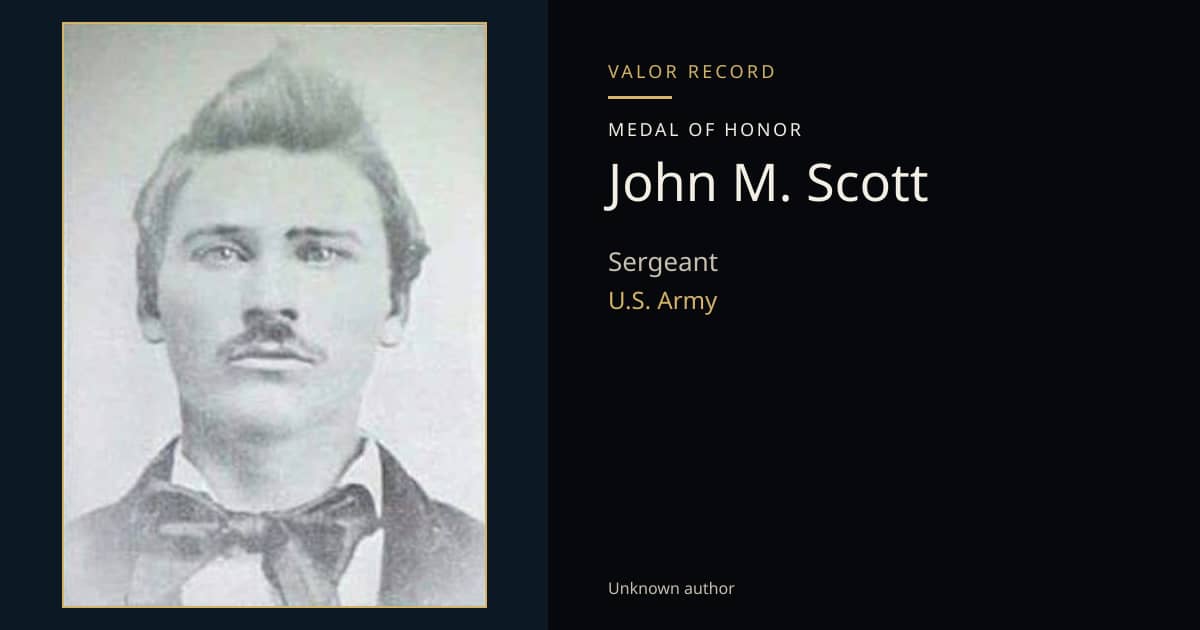 VALOR RECORD
MEDAL OF HONOR
John M. Scott
Sergeant
U.S. Army
Unknown author